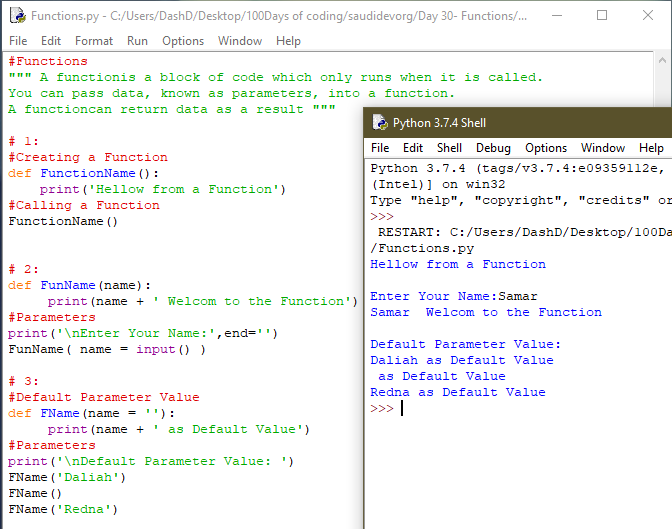 Functions.py - C:/Users/DashD/Desktop/100Days of coding/saudidevorg/Day 30- Functions/...
File Edit Format Run Options Window Help
#Functions
""" A functionis a block of code which only runs when it is called.
You can pass data, known as parameters, into a function.
A functioncan return data as a result """
# 1:
#Creating a Function
def FunctionName():
print('Hellow from a Function')
#Calling a Function
FunctionName()
# 2:
def FunName(name):
print(name + ' Welcom to the Function')
#Parameters
print('\nEnter Your Name:',end='')
FunName( name = input() )
# 3:
#Default Parameter Value
def FName(name = ''):
print(name + ' as Default Value')
#Parameters
print('\nDefault Parameter Value: ')
FName('Daliah')
FName()
FName('Redna')
Python 3.7.4 Shell
File Edit Shell Debug Options Window Help
Python 3.7.4 (tags/v3.7.4:e09359112e,
(Intel)] on win32
Type "help", "copyright", "credits" or
>>>
RESTART: C:/Users/DashD/Desktop/100Da
/Functions.py
Hellow from a Function
Enter Your Name:Samar
Samar  Welcom to the Function
Default Parameter Value:
Daliah as Default Value
as Default Value
Redna as Default Value
>>>